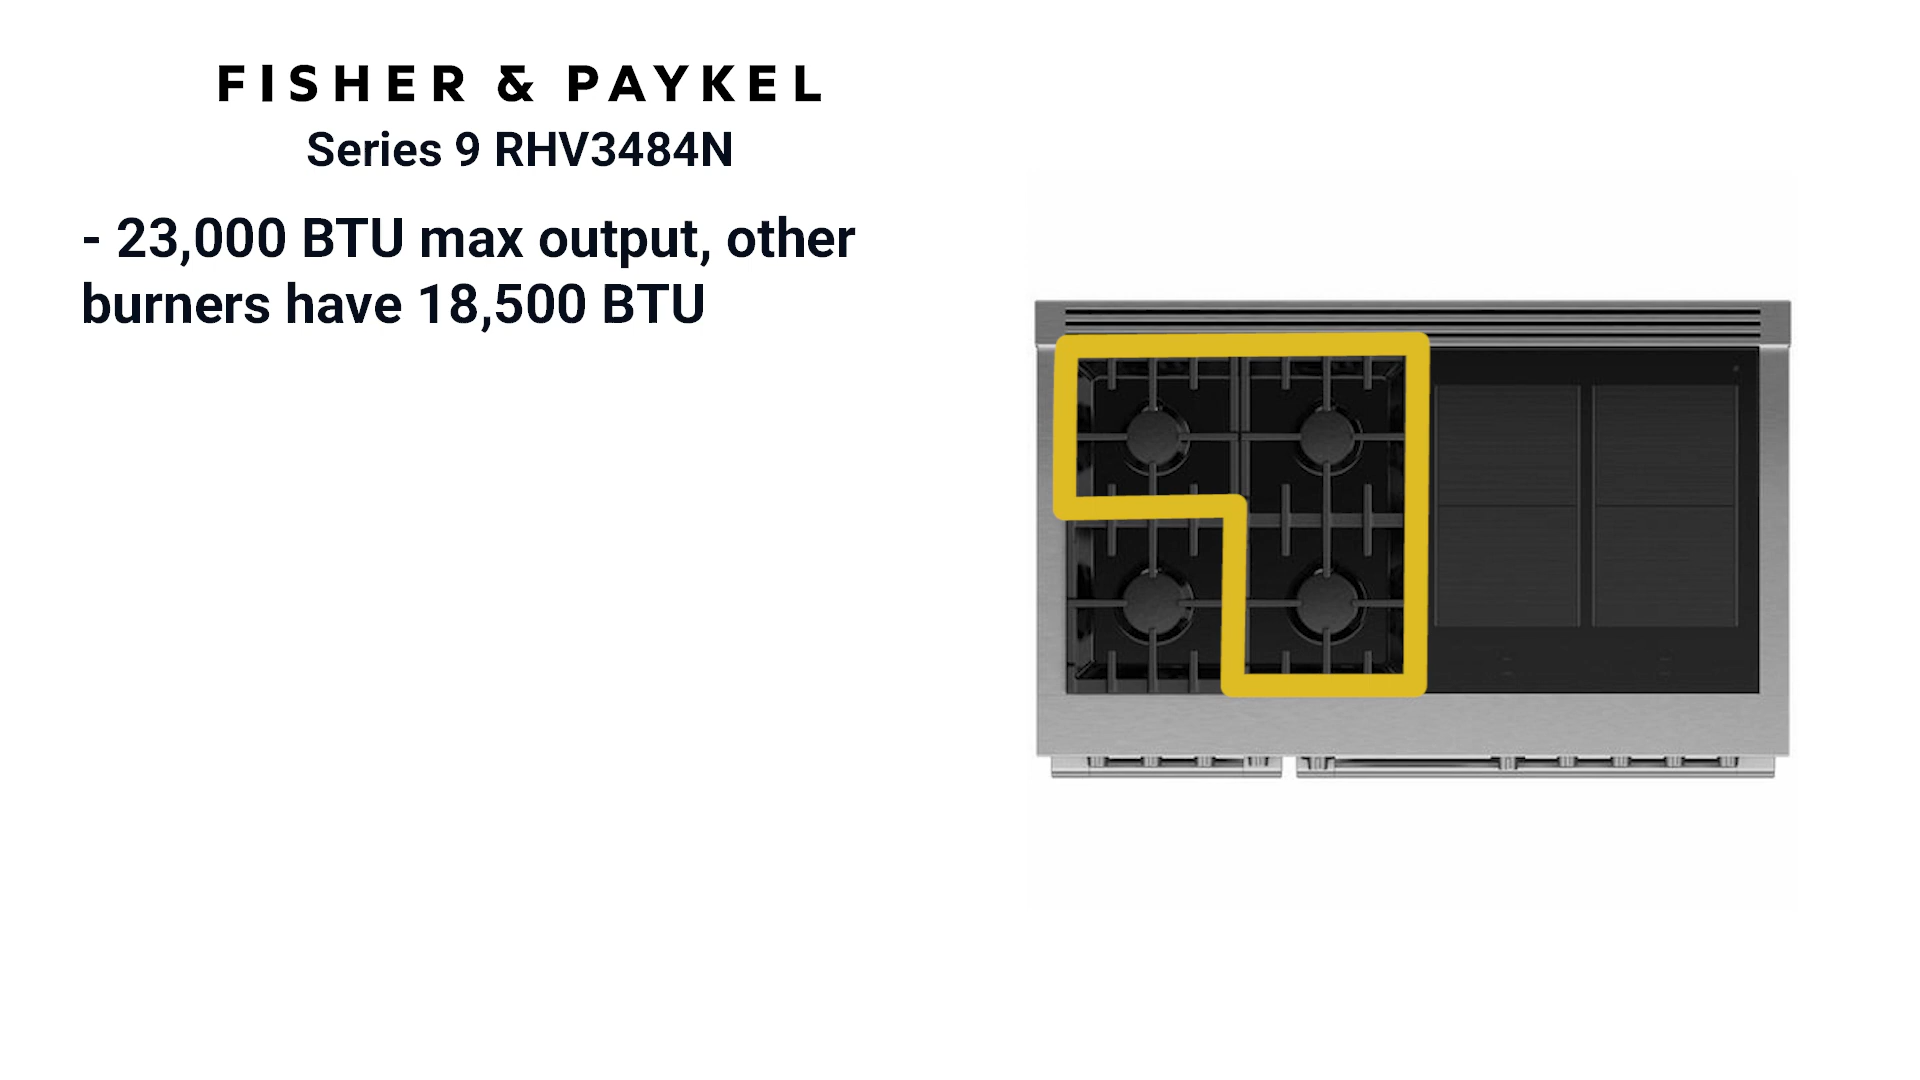 FISHER & PAYKEL
Series 9 RHV3484N
- 23,000 BTU max output, other
burners have 18,500 BTU